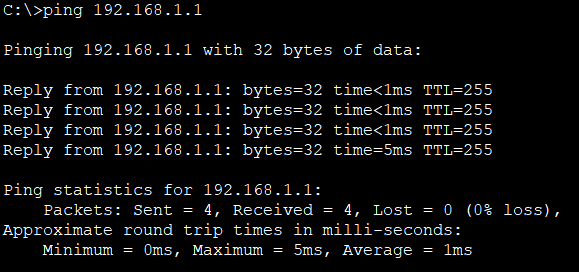 C:\>ping 192.168.1.1
Pinging 192.168.1.1 with 32 bytes of data:
Reply from 192.168.1.1: bytes=32 time<1ms TTL=255
Reply from 192.168.1.1: bytes=32 time<1ms TTL=255
Reply from 192.168.1.1: bytes=32 time<1ms TTL=255
Reply from 192.168.1.1: bytes=32 time=5ms TTL=255
Ping statistics for 192.168.1.1:
    Packets: Sent = 4, Received = 4, Lost = 0 (0% loss),
Approximate round trip times in milli-seconds:
    Minimum = 0ms, Maximum = 5ms, Average = 1ms